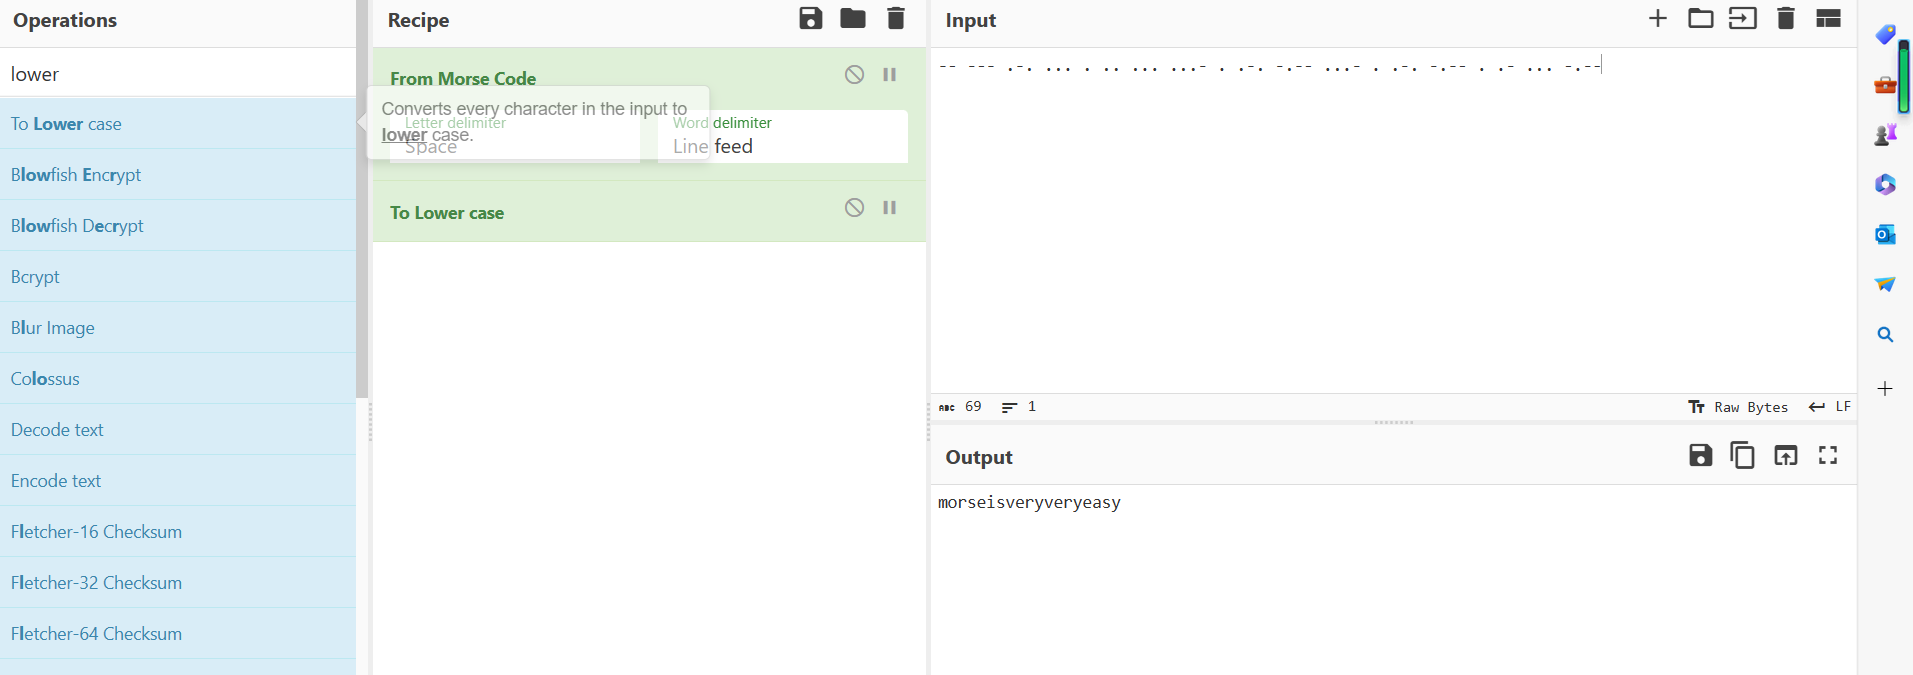 Operations
lower
To Lower case
Blowfish Encrypt
Blowfish Decrypt
Bcrypt
Blur Image
Colossus
Decode text
Encode text
Fletcher-16 Checksum
Fletcher-32 Checksum
Fletcher-64 Checksum
Recipe
From Morse Code
Converts every character in the input to
lower case.
Letter delimiter
Space
Word delimiter
Line feed
To Lower case
Input
-- --- .-. ... . .. ... ...- . .-. -.-- ...- . .-. -.-- . .- ... -.--
ABC 69 1
Tт Raw Bytes LF
Output
morseisveryveryeasy